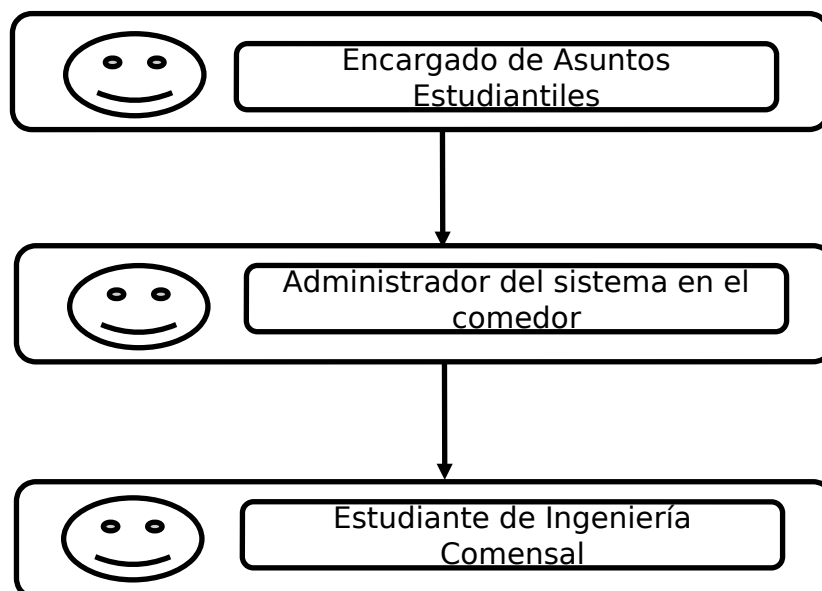 Encargado de Asuntos
Estudiantiles
Administrador del sistema en el
comedor
Estudiante de Ingeniería
Comensal